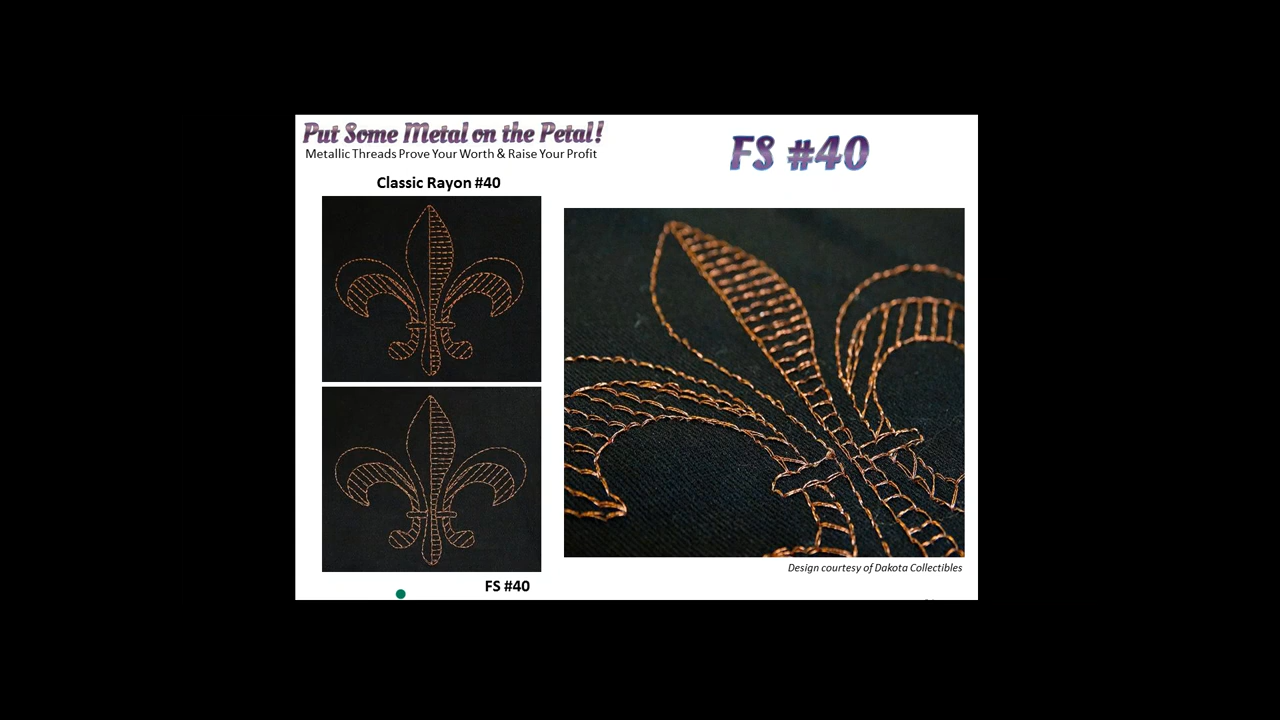 Put Some Metal on the Petal!
Metallic Threads Prove Your Worth & Raise Your Profit
FS #40
Classic Rayon #40
Design courtesy of Dakota Collectibles
FS #40